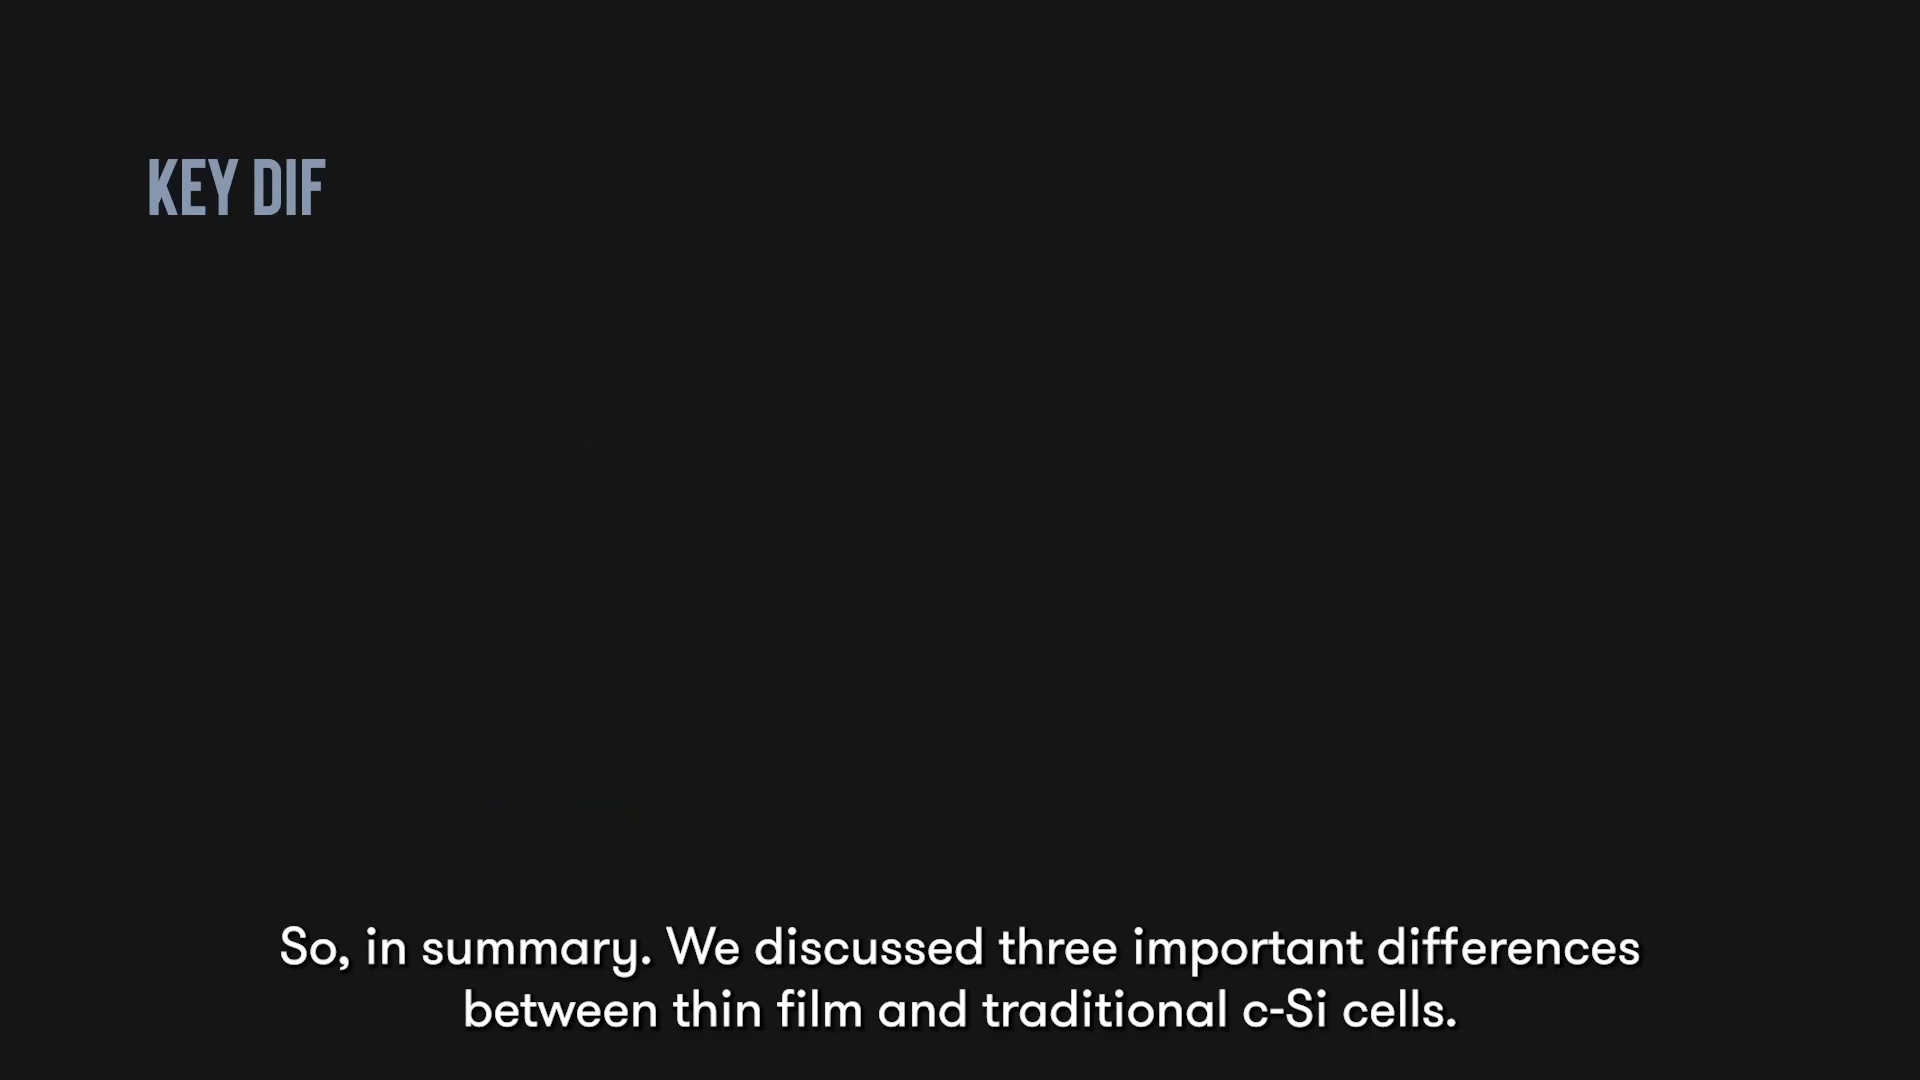 KEY DIF
So, in summary. We discussed three important differences
between thin film and traditional c-Si cells.